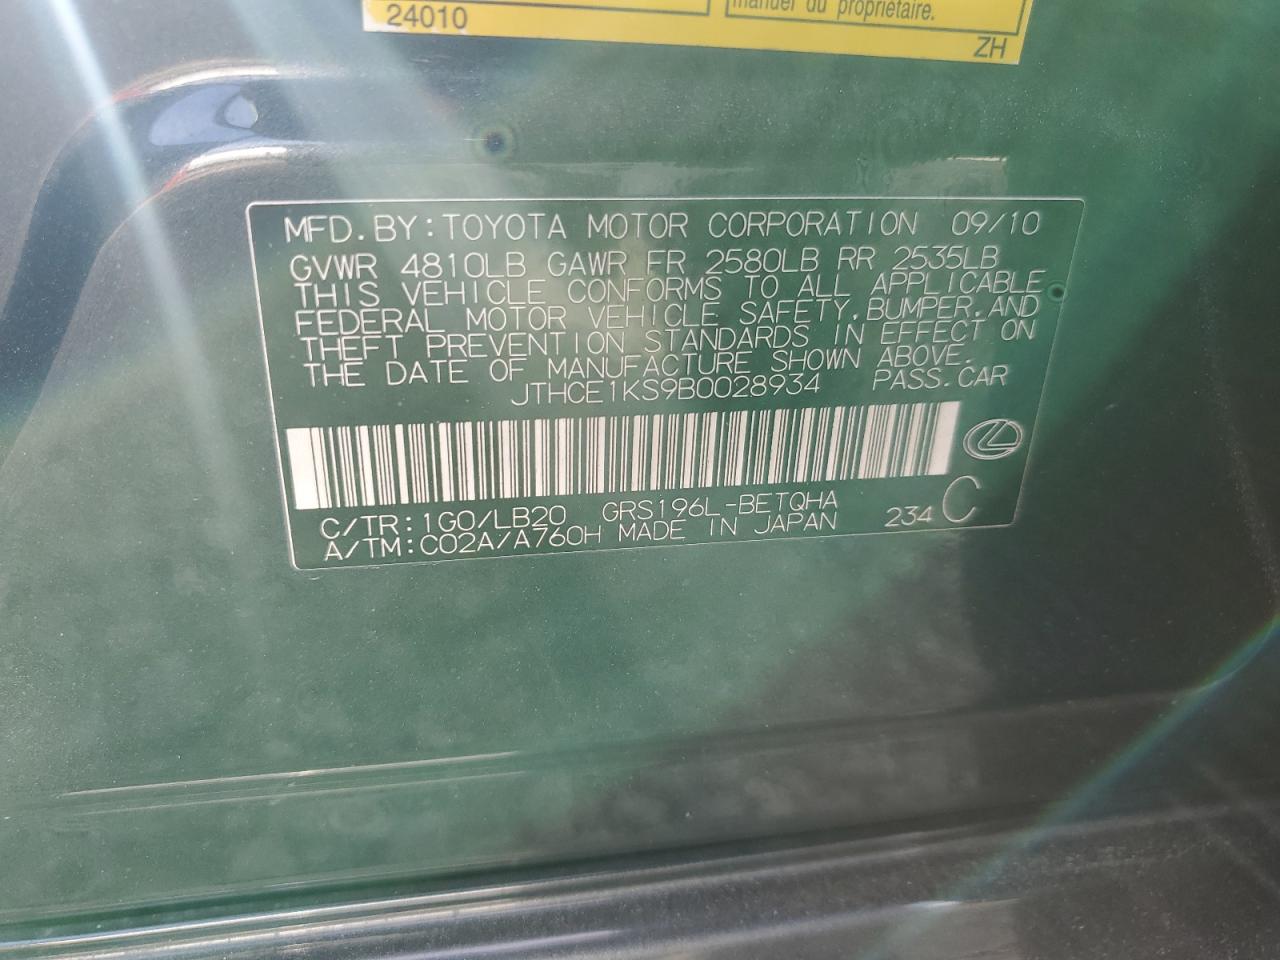 24010
manuel du propriétaire.
ZH
MFD.BY:TOYOTA MOTOR CORPORATION 09/10
GVWR 4810LB GAWR FR 2580LB RR 2535LB
THIS VEHICLE CONFORMS TO ALL APPLICABLE
FEDERAL MOTOR VEHICLE SAFETY,BUMPER,AND
THEFT PREVENTION STANDARDS IN EFFECT ON
THE DATE OF MANUFACTURE SHOWN ABOVE.
JTHCE1KS9B0028934 PASS.CAR
C/TR:1G0/LB20 GRS196L-BETQHA
A/TM:C02A/A760H MADE IN JAPAN 234 C